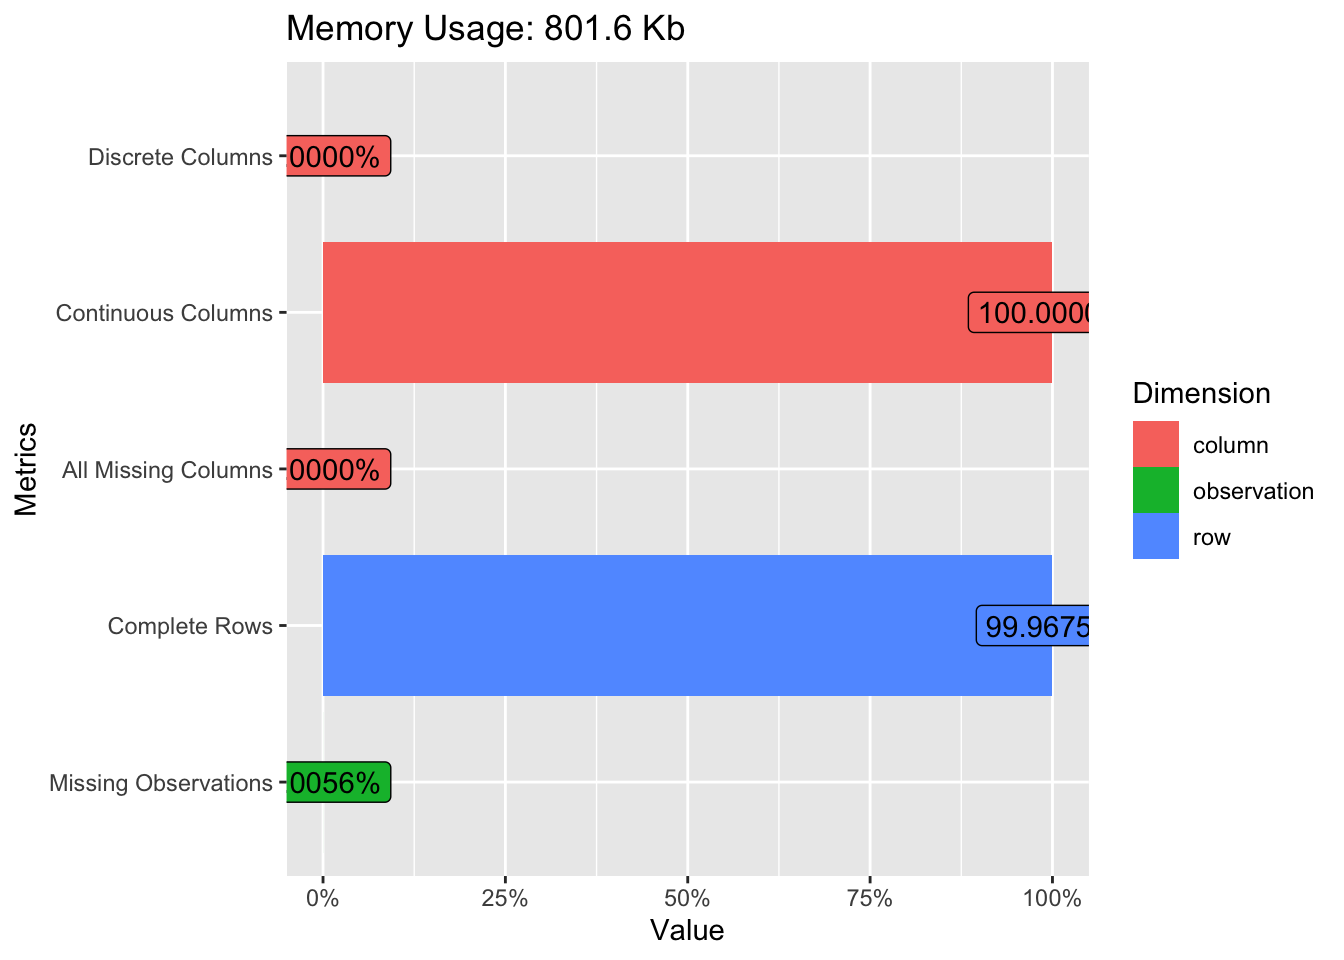 Memory Usage: 801.6 Kb
Discrete Columns
0000%
Continuous Columns
100.0000
All Missing Columns
0000%
Complete Rows
99.9675
Missing Observations
0056%
0% 25% 50% 75% 100%
Value
Metrics
Dimension
column
observation
row